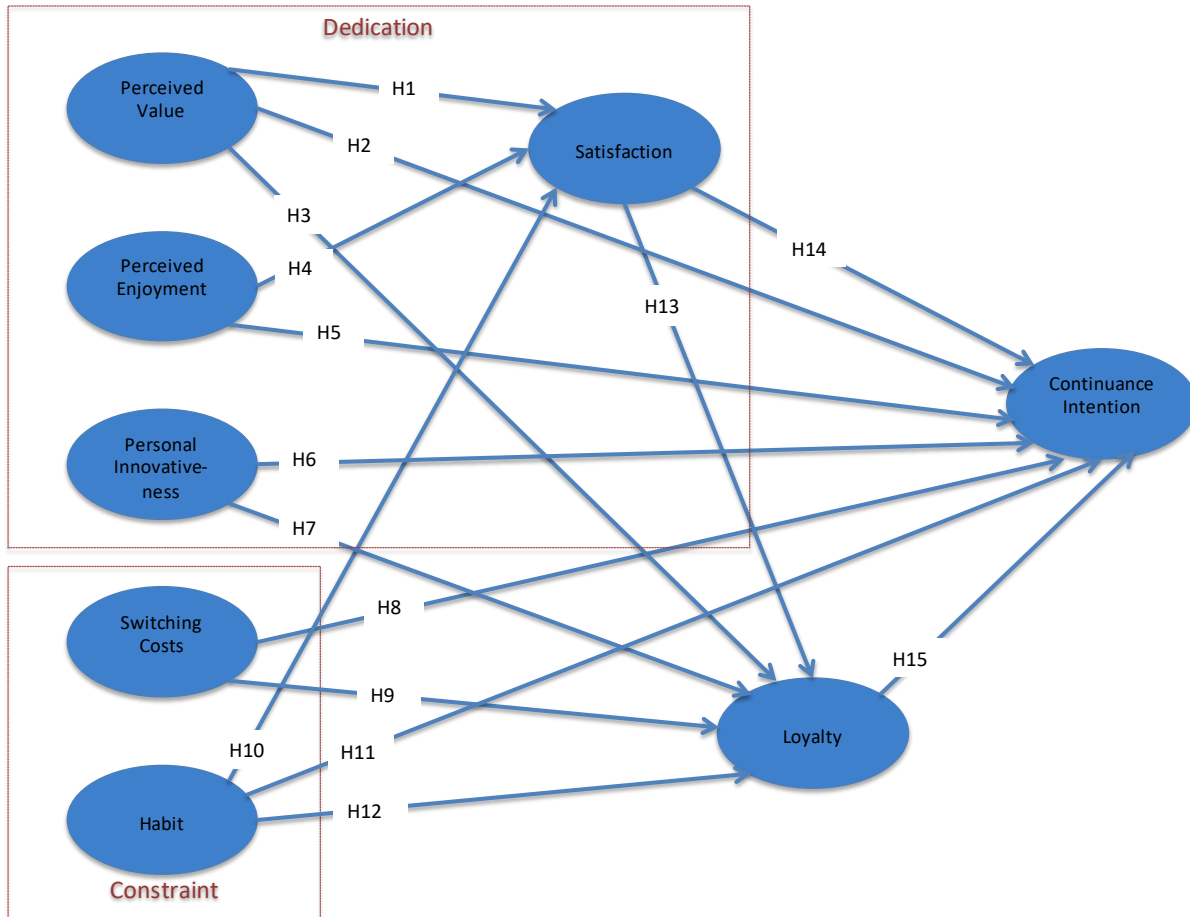 Dedication
Perceived
Value
H1
H2
Satisfaction
H3
Perceived
Enjoyment
H4
H14
H13
H5
Continuance
Intention
Personal
Innovative-
ness
H6
H7
Switching
Costs
H8
H9
H15
Loyalty
H10
H11
Habit
H12
Constraint